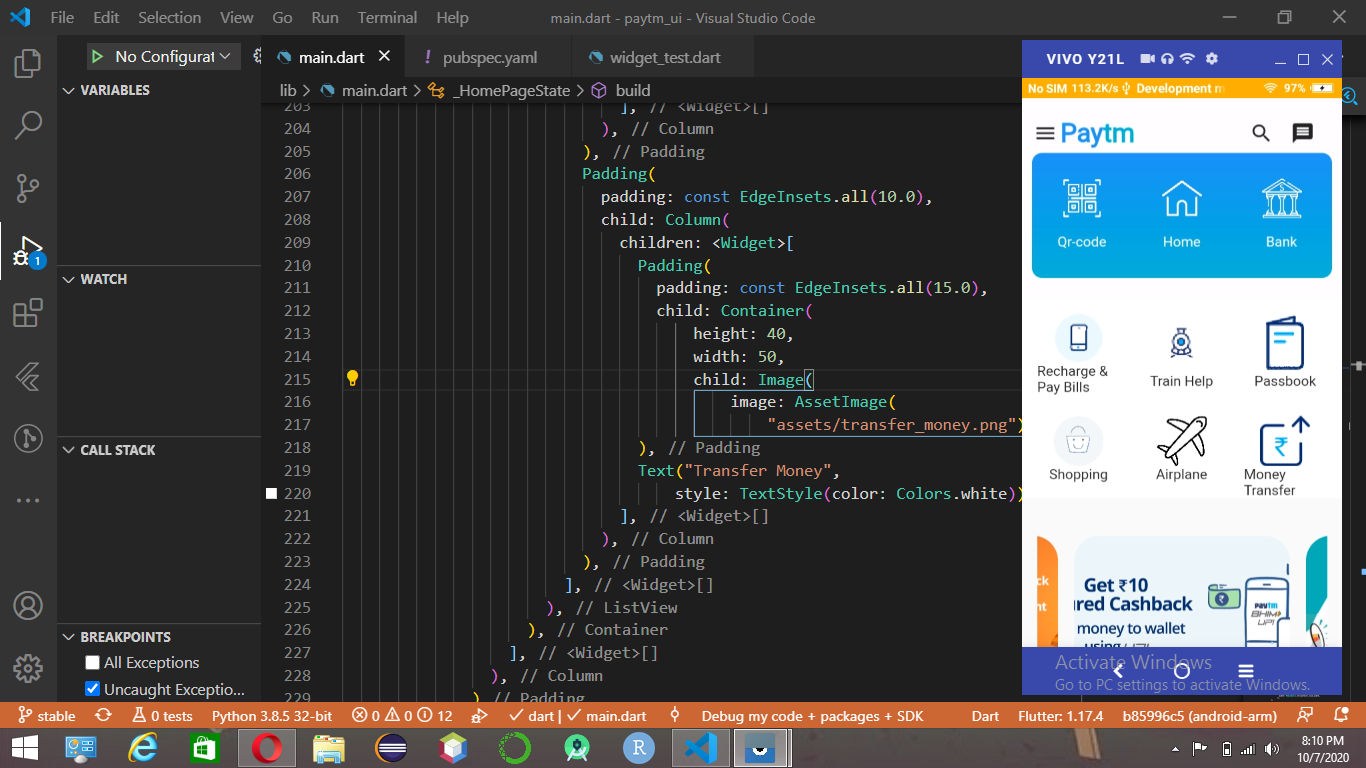 File Edit Selection View Go Run Terminal Help
main.dart - paytm_ui - Visual Studio Code
No Configurat
main.dart
pubspec.yaml
widget_test.dart
lib > main.dart > _HomePageState > build
VARIABLES
WATCH
CALL STACK
BREAKPOINTS
All Exceptions
Uncaught Exceptio...
1
203 ], // <Widget>[]
204 ), // Column
205 ), // Padding
206 Padding(
207 padding: const EdgeInsets.all(10.0),
208 child: Column(
209 children: <Widget>[
210 Padding(
211 padding: const EdgeInsets.all(15.0),
212 child: Container(
213 height: 40,
214 width: 50,
215 child: Image(
216 image: AssetImage(
217 "assets/transfer_money.png")
218 ), // Padding
219 Text("Transfer Money",
220 style: TextStyle(color: Colors.white))
221 ], // <Widget>[]
222 ), // Column
223 ), // Padding
224 ], // <Widget>[]
225 ), // ListView
226 ), // Container
227 ], // <Widget>[]
228 ), // Column
229 ), // Padding
VIVO Y21L
No SIM 113.2K/s Development m 97%
Paytm
Qr-code
Home
Bank
Recharge &
Pay Bills
Train Help
Passbook
Shopping
Airplane
Money
Transfer
ck
nt
Get ₹10
ured Cashback
money to wallet
using UPI
paytm
BHIM
UPI
Activate Windows
Go to PC settings to activate Windows.
stable
0 tests
Python 3.8.5 32-bit
0 0 12
dart | main.dart
Debug my code + packages + SDK
Dart
Flutter: 1.17.4
b85996c5 (android-arm)
R
8:10 PM
10/7/2020